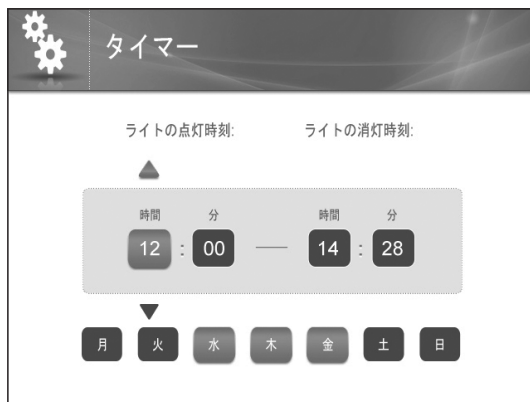 タイマー
ライトの点灯時刻: ライトの消灯時刻:
時間 分 時間 分
12 : 00 — 14 : 28
月 火 水 木 金 土 日